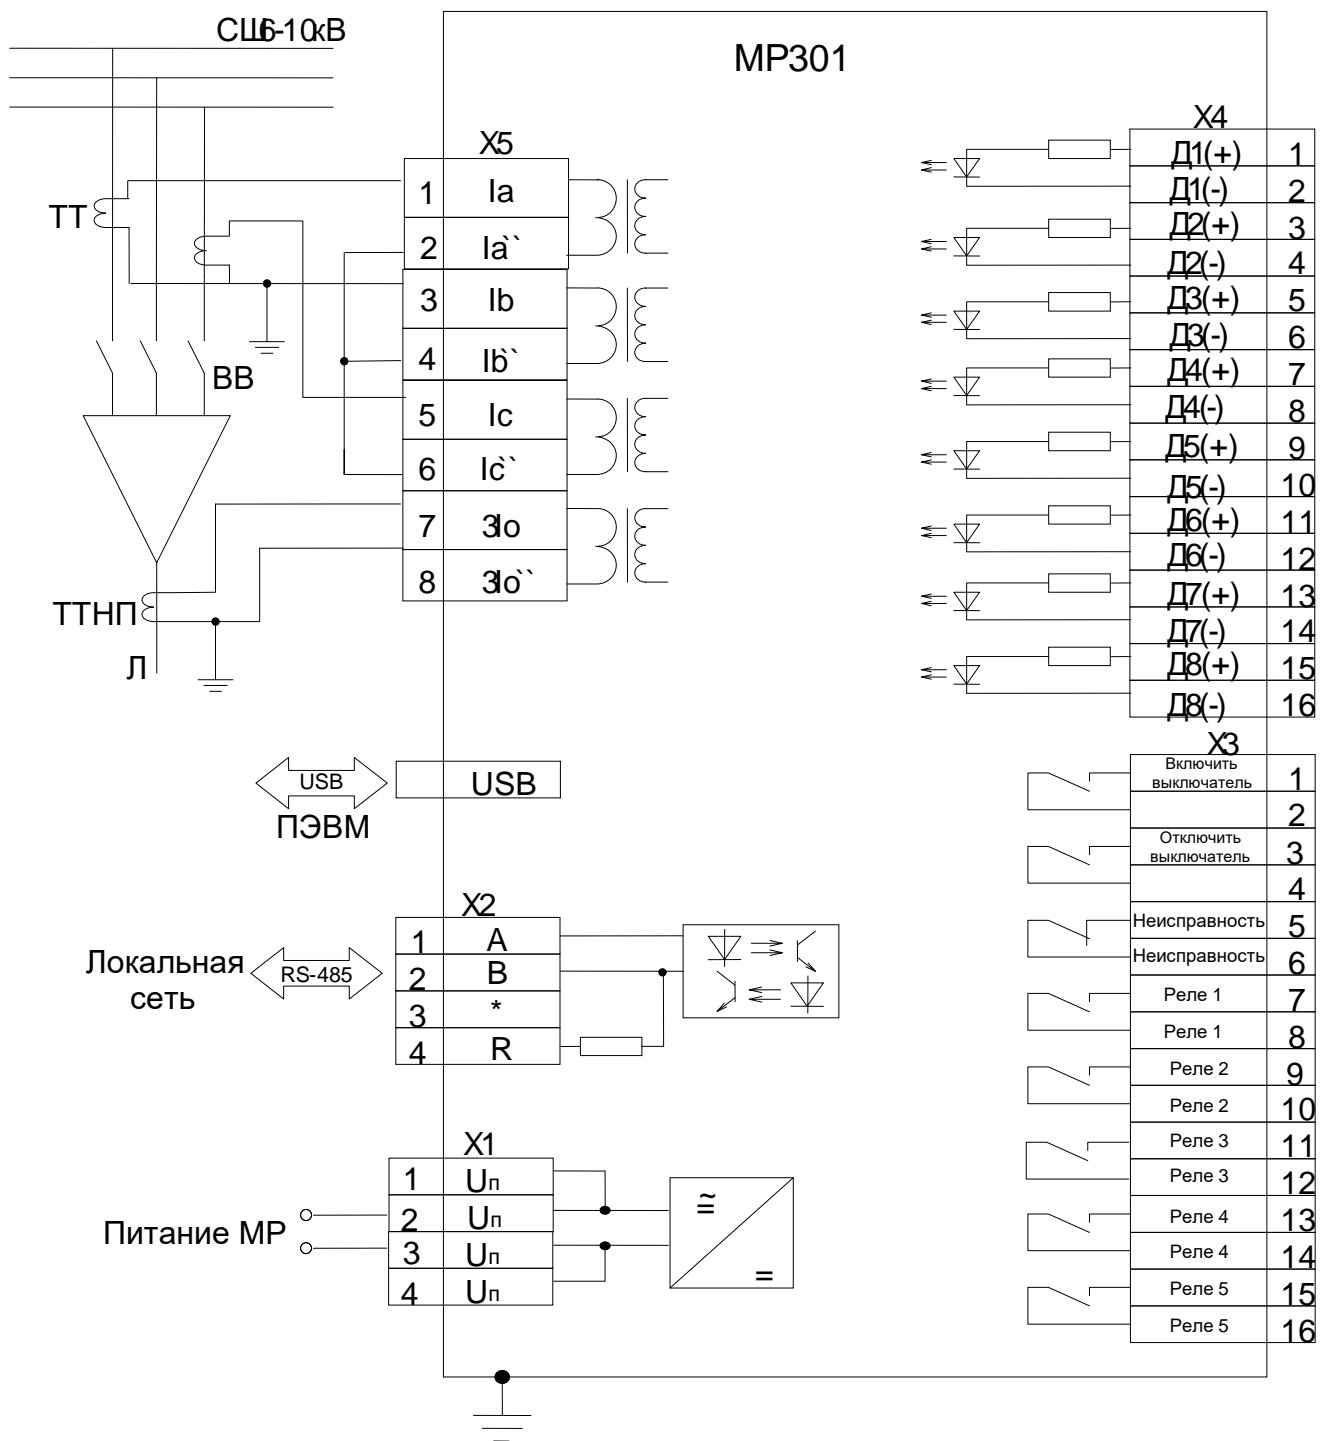 СШ6-10кВ
МР301
ТТ
ВВ
ТТНП
Л
X5
1 Ia
2 Ia``
3 Ib
4 Ib`
5 Ic
6 Ic``
7 3Io
8 3Io``
USB
USB
ПЭВМ
X2
1 A
2 B
3 *
4 R
Локальная
сеть
RS-485
X1
1 Uп
2 Uп
3 Uп
4 Uп
Питание МР
≃
=
X4
Д1(+) 1
Д1(-) 2
Д2(+) 3
Д2(-) 4
Д3(+) 5
Д3(-) 6
Д4(+) 7
Д4(-) 8
Д5(+) 9
Д5(-) 10
Д6(+) 11
Д6(-) 12
Д7(+) 13
Д7(-) 14
Д8(+) 15
Д8(-) 16
X3
Включить
выключатель 1
2
Отключить
выключатель 3
4
Неисправность 5
Неисправность 6
Реле 1 7
Реле 1 8
Реле 2 9
Реле 2 10
Реле 3 11
Реле 3 12
Реле 4 13
Реле 4 14
Реле 5 15
Реле 5 16